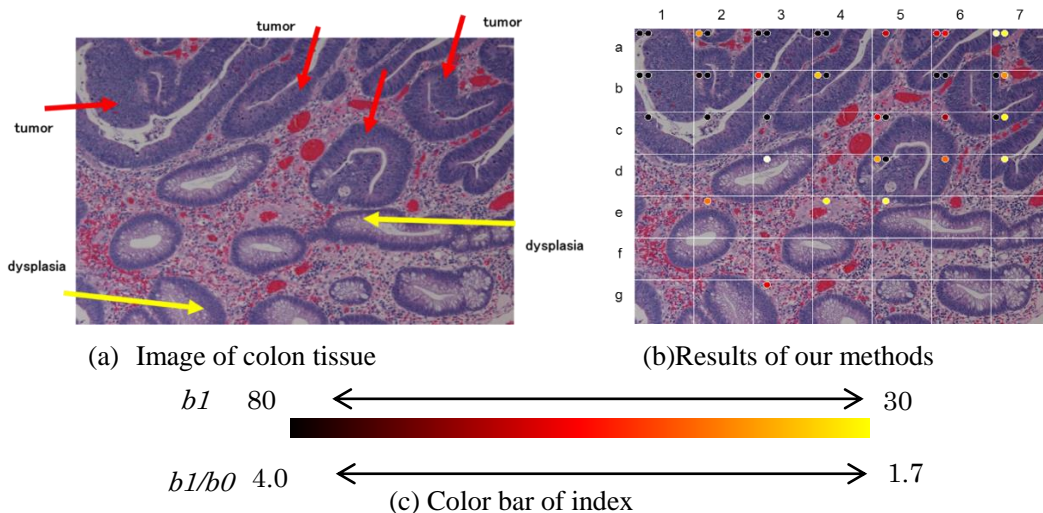 tumor
tumor
tumor
dysplasia
dysplasia
1 2 3 4 5 6 7
a
b
c
d
e
f
g
(a) Image of colon tissue
(b)Results of our methods
b1 80 30
b1/b0 4.0 1.7
(c) Color bar of index